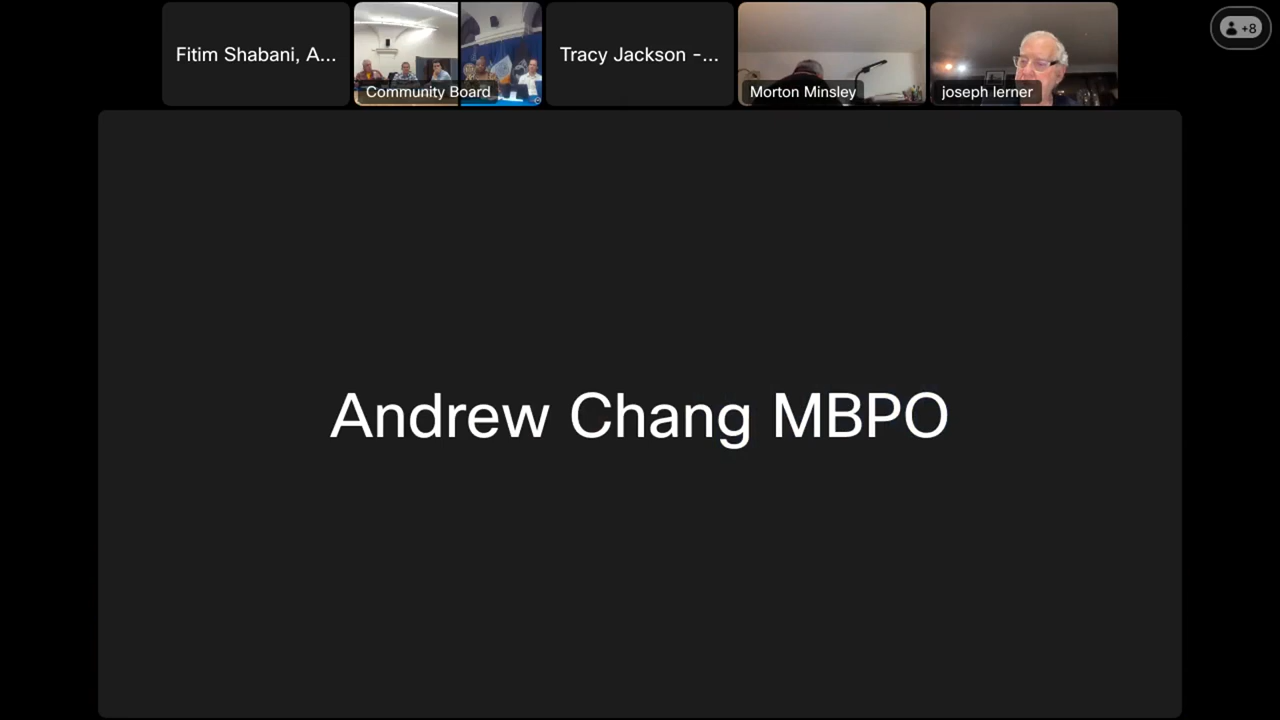 Fitim Shabani, A...
Community Board
Tracy Jackson -...
Morton Minsley
joseph lerner
+8
Andrew Chang MBPO